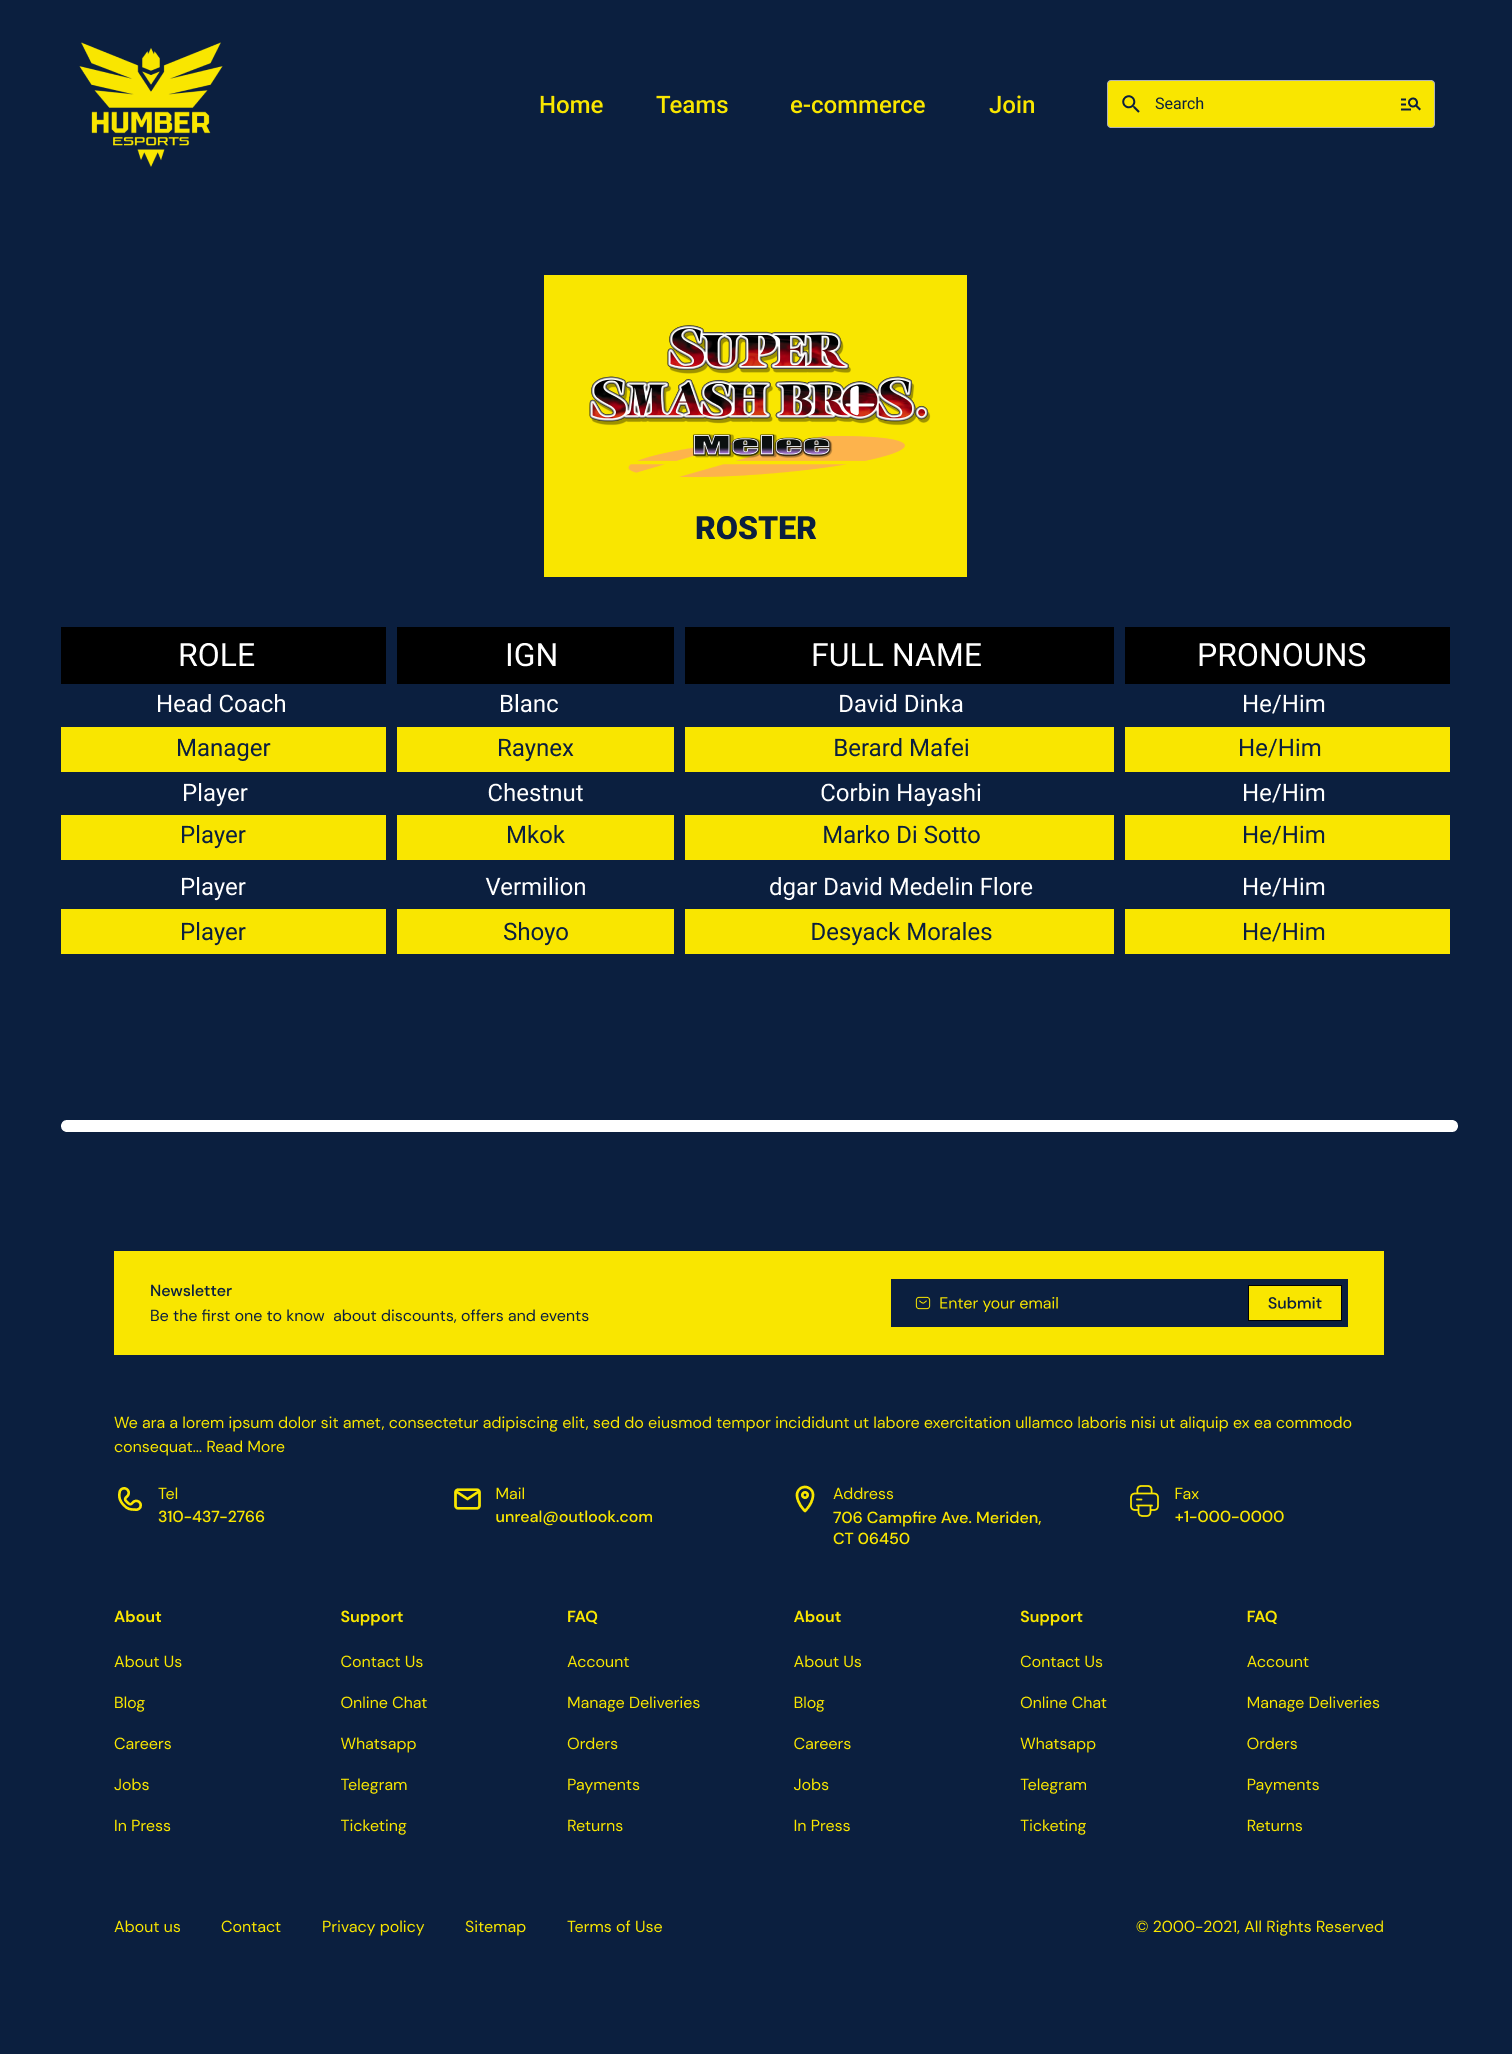 HUMBER
ESPORTS
Home Teams e-commerce Join Search
SUPER
SMASH BROS.
Melee
ROSTER
ROLE IGN FULL NAME PRONOUNS
Head Coach Blanc David Dinka He/Him
Manager Raynex Berard Mafei He/Him
Player Chestnut Corbin Hayashi He/Him
Player Mkok Marko Di Sotto He/Him
Player Vermilion dgar David Medelin Flore He/Him
Player Shoyo Desyack Morales He/Him
Newsletter
Be the first one to know about discounts, offers and events
Enter your email Submit
We ara a lorem ipsum dolor sit amet, consectetur adipiscing elit, sed do eiusmod tempor incididunt ut labore exercitation ullamco laboris nisi ut aliquip ex ea commodo
consequat... Read More
Tel
310-437-2766
Mail
unreal@outlook.com
Address
706 Campfire Ave. Meriden,
CT 06450
Fax
+1-000-0000
About Support FAQ About Support FAQ
About Us Contact Us Account About Us Contact Us Account
Blog Online Chat Manage Deliveries Blog Online Chat Manage Deliveries
Careers Whatsapp Orders Careers Whatsapp Orders
Jobs Telegram Payments Jobs Telegram Payments
In Press Ticketing Returns In Press Ticketing Returns
About us Contact Privacy policy Sitemap Terms of Use © 2000-2021, All Rights Reserved